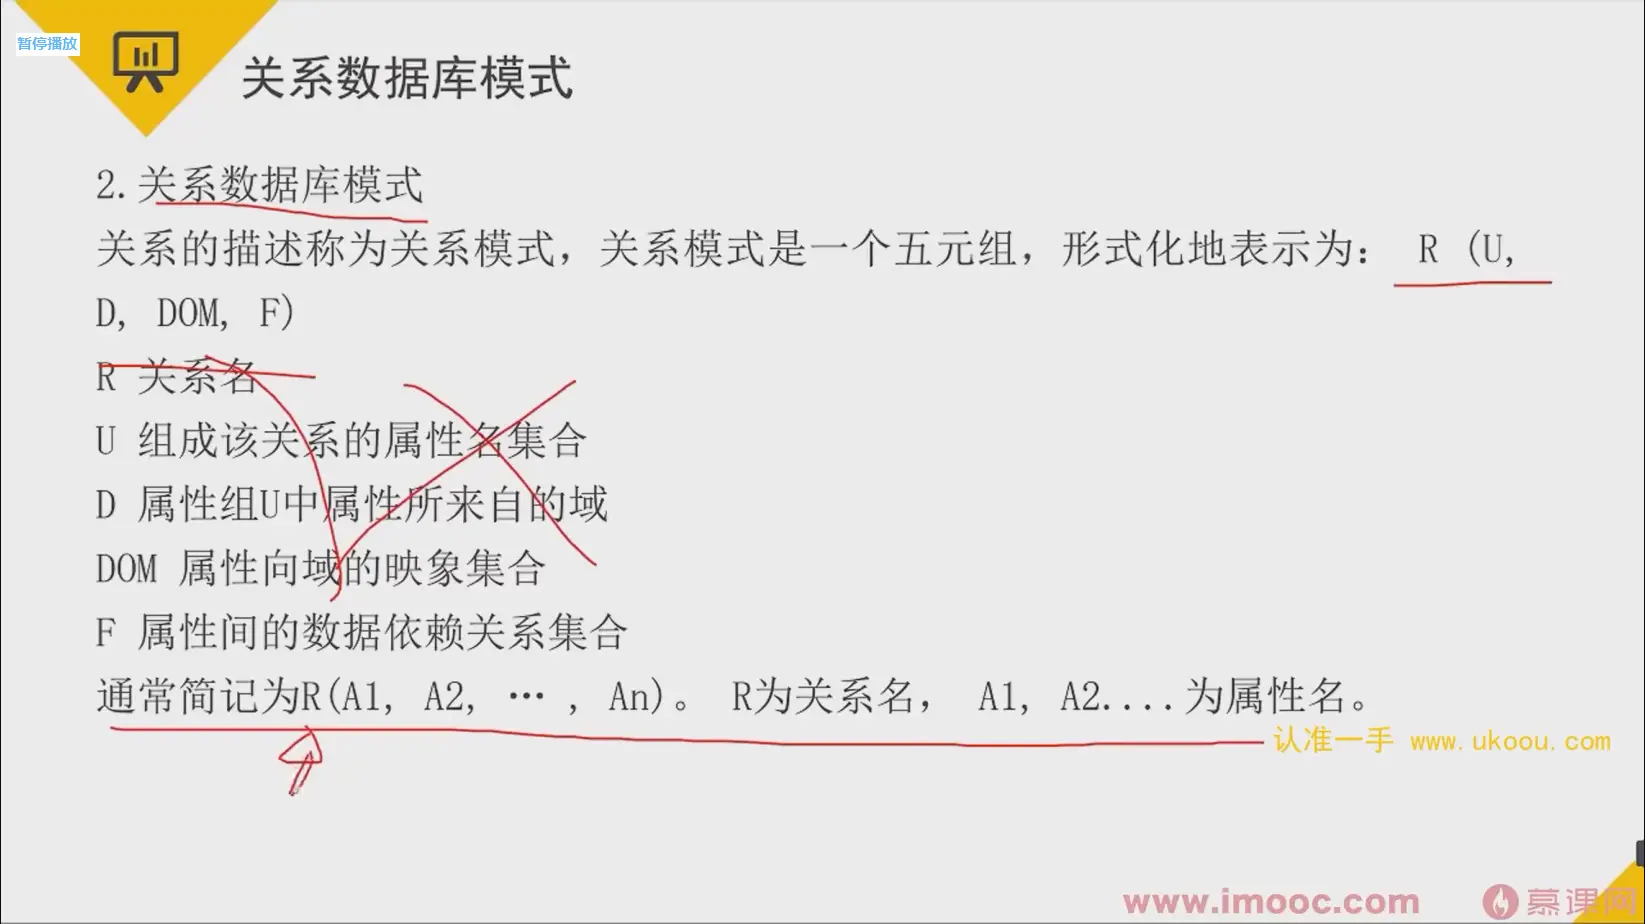 暂停播放
关系数据库模式
2.关系数据库模式
关系的描述称为关系模式，关系模式是一个五元组，形式化地表示为： R (U,
D, DOM, F)
R 关系名
U 组成该关系的属性名集合
D 属性组U中属性所来自的域
DOM 属性向域的映象集合
F 属性间的数据依赖关系集合
通常简记为R(A1, A2, … , An)。 R为关系名， A1, A2....为属性名。
认准一手 www.ukoou.com
www.imooc.com 慕课网